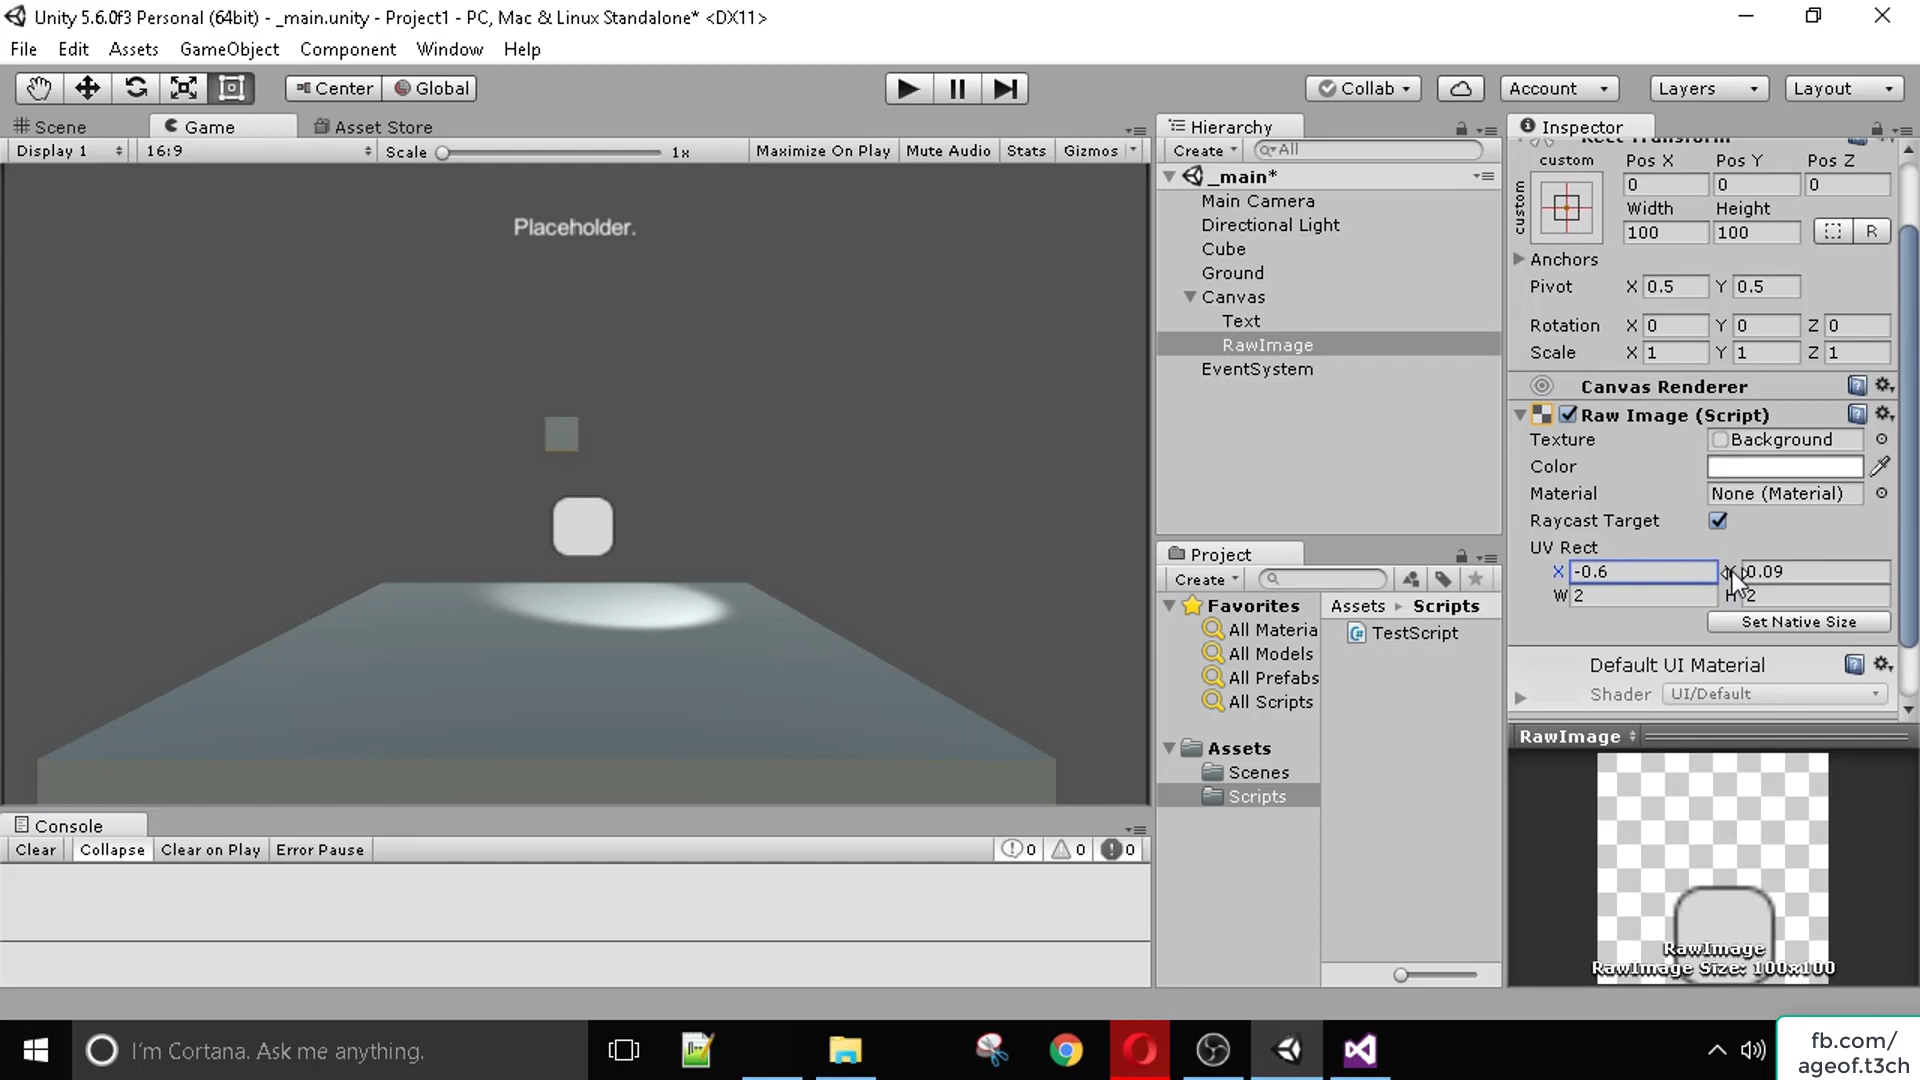 Unity 5.6.0f3 Personal (64bit) - _main.unity - Project1 - PC, Mac & Linux Standalone* <DX11>
File Edit Assets GameObject Component Window Help
Center Global Collab Account Layers Layout
Scene Game Asset Store
Display 1 16:9 Scale 1x Maximize On Play Mute Audio Stats Gizmos
Placeholder.
Hierarchy
Create All
_main*
Main Camera
Directional Light
Cube
Ground
Canvas
Text
RawImage
EventSystem
Project
Create
Favorites
All Materia
All Models
All Prefabs
All Scripts
Assets
Scenes
Scripts
Assets Scripts
TestScript
Inspector
Rect Transform
custom Pos X Pos Y Pos Z
custom
0 0 0
Width Height
100 100 R
Anchors
Pivot X 0.5 Y 0.5
Rotation X 0 Y 0 Z 0
Scale X 1 Y 1 Z 1
Canvas Renderer
Raw Image (Script)
Texture Background
Color
Material None (Material)
Raycast Target
UV Rect
X -0.6 Y 0.09
W 2 H 2
Set Native Size
Default UI Material
Shader UI/Default
RawImage
RawImage
RawImage Size: 100x100
Console
Clear Collapse Clear on Play Error Pause 0 0 0
I'm Cortana. Ask me anything.
fb.com/
ageof.t3ch